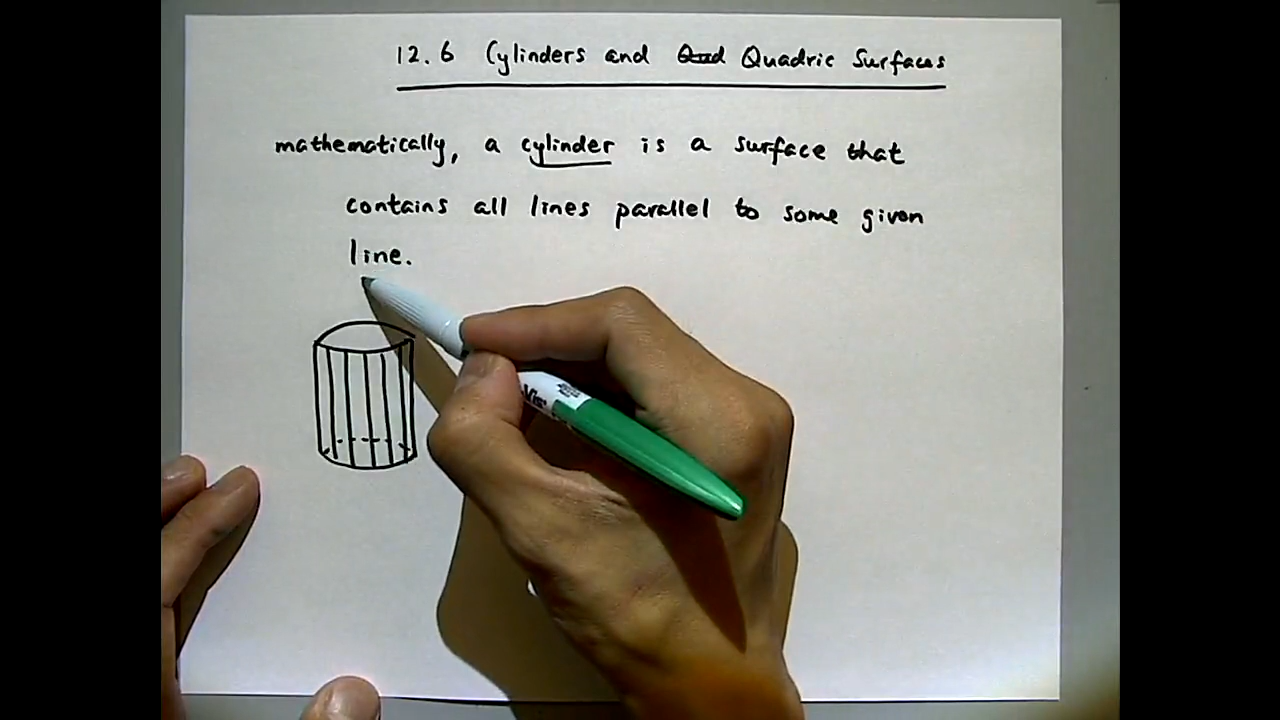 12.6 Cylinders and Quad Quadric Surfaces
mathematically, a cylinder is a surface that
contains all lines parallel to some given
line.